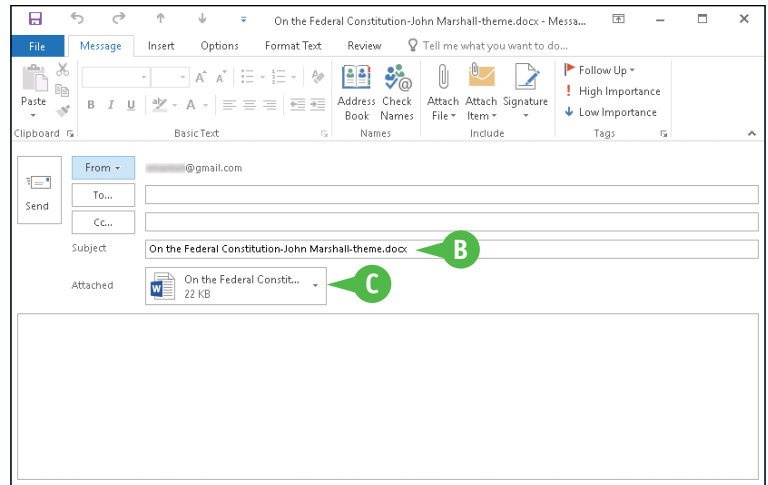 On the Federal Constitution-John Marshall-theme.docx - Messa...
File Message Insert Options Format Text Review Tell me what you want to do...
Paste
Clipboard
B I U
A
Basic Text
Address Book
Check Names
Names
Attach File
Attach Item
Signature
Include
Follow Up
High Importance
Low Importance
Tags
Send
From
@gmail.com
To...
Cc...
Subject
On the Federal Constitution-John Marshall-theme.docx
B
Attached
On the Federal Constit...
22 KB
C